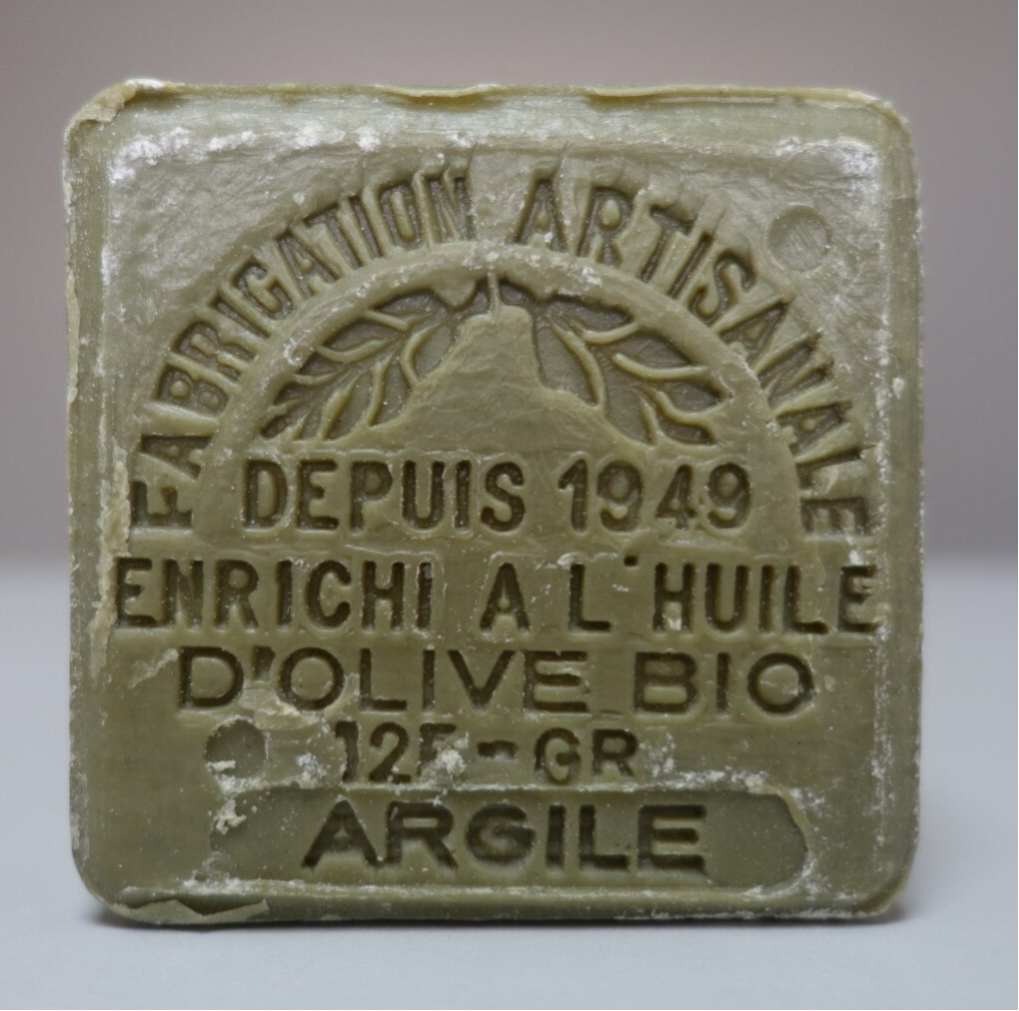 FABRICATION ARTISANALE
DEPUIS 1949
ENRICHI A L'HUILE
D'OLIVE BIO
GR
ARGILE